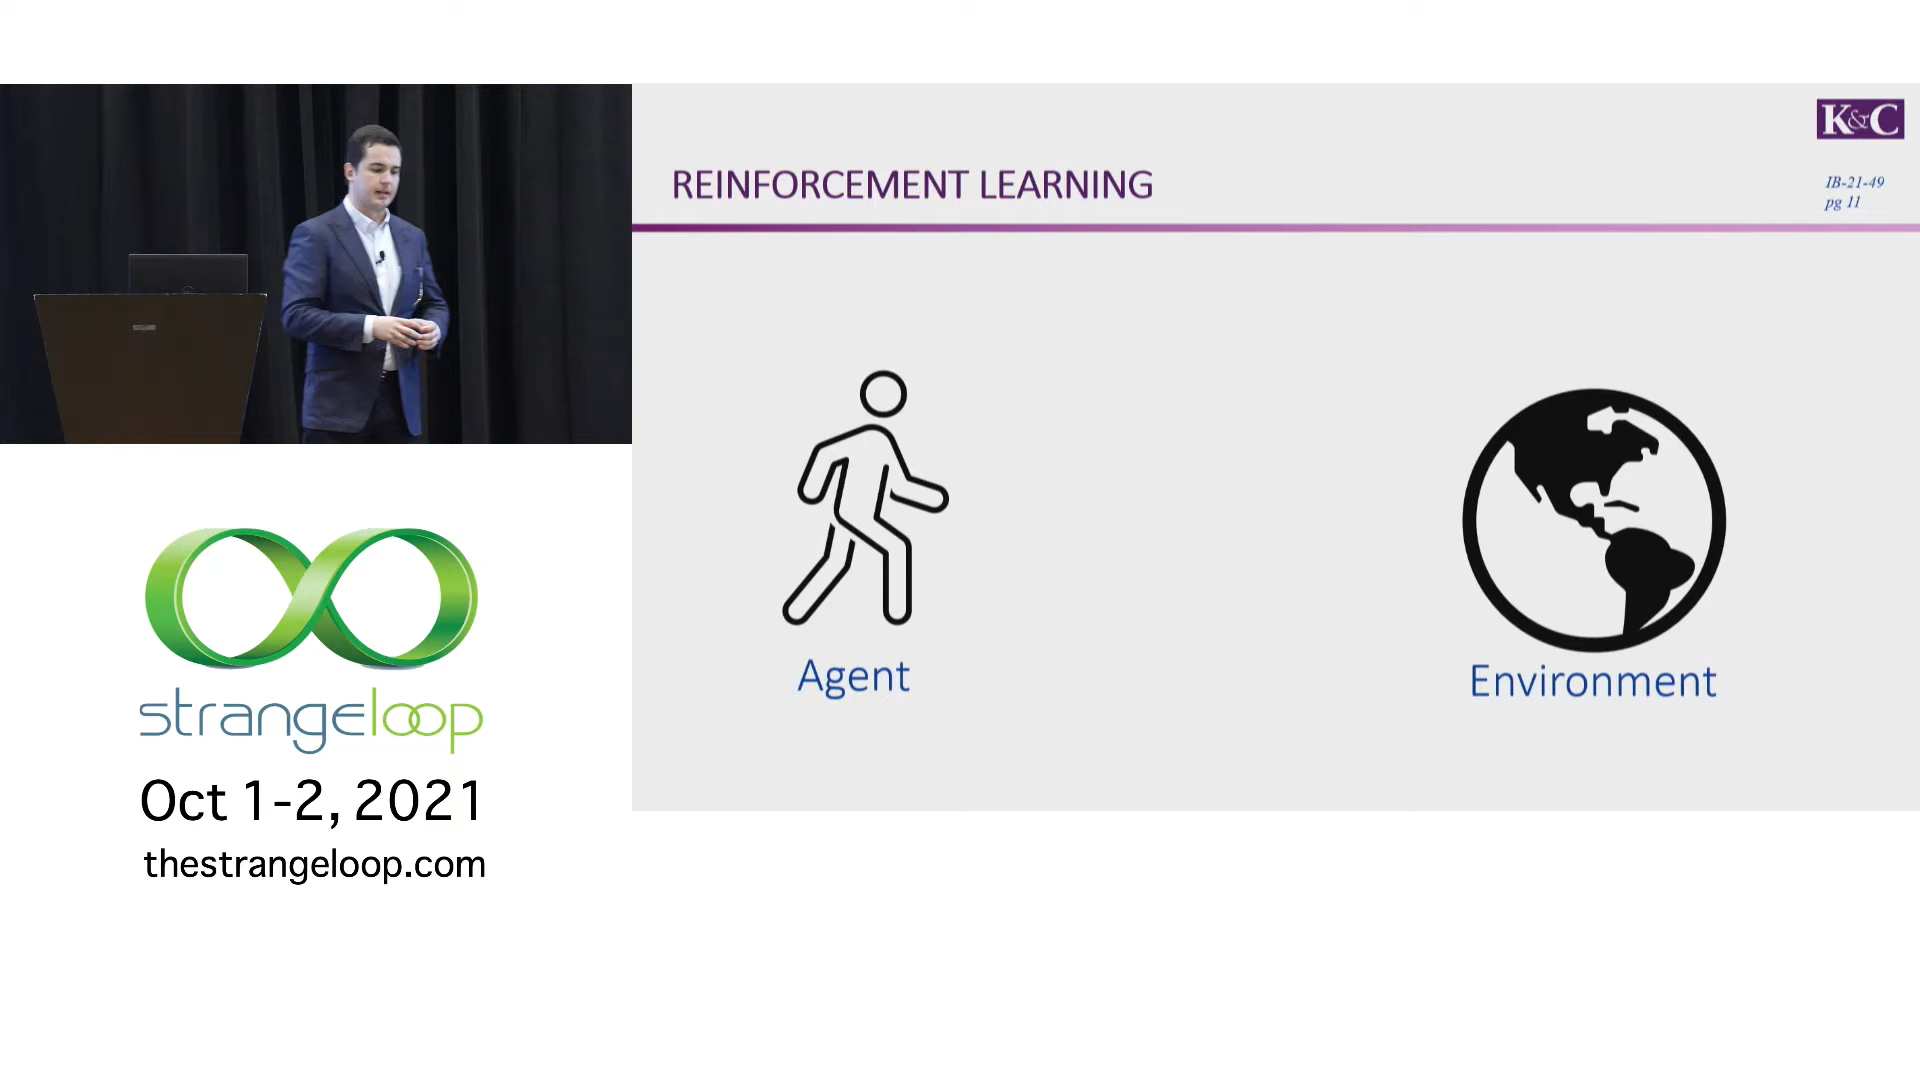 K&C
REINFORCEMENT LEARNING
IB-21-49
pg 11
Agent
Environment
strangeloop
Oct 1-2, 2021
thestrangeloop.com